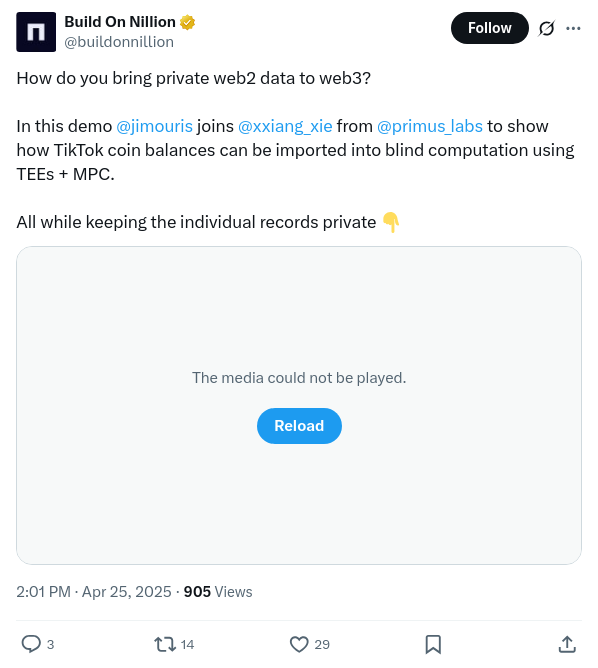 Build On Nillion
@buildonnillion
Follow
How do you bring private web2 data to web3?
In this demo @jimouris joins @xxiang_xie from @primus_labs to show
how TikTok coin balances can be imported into blind computation using
TEEs + MPC.
All while keeping the individual records private 👇
The media could not be played.
Reload
2:01 PM · Apr 25, 2025 · 905 Views
3 14 29